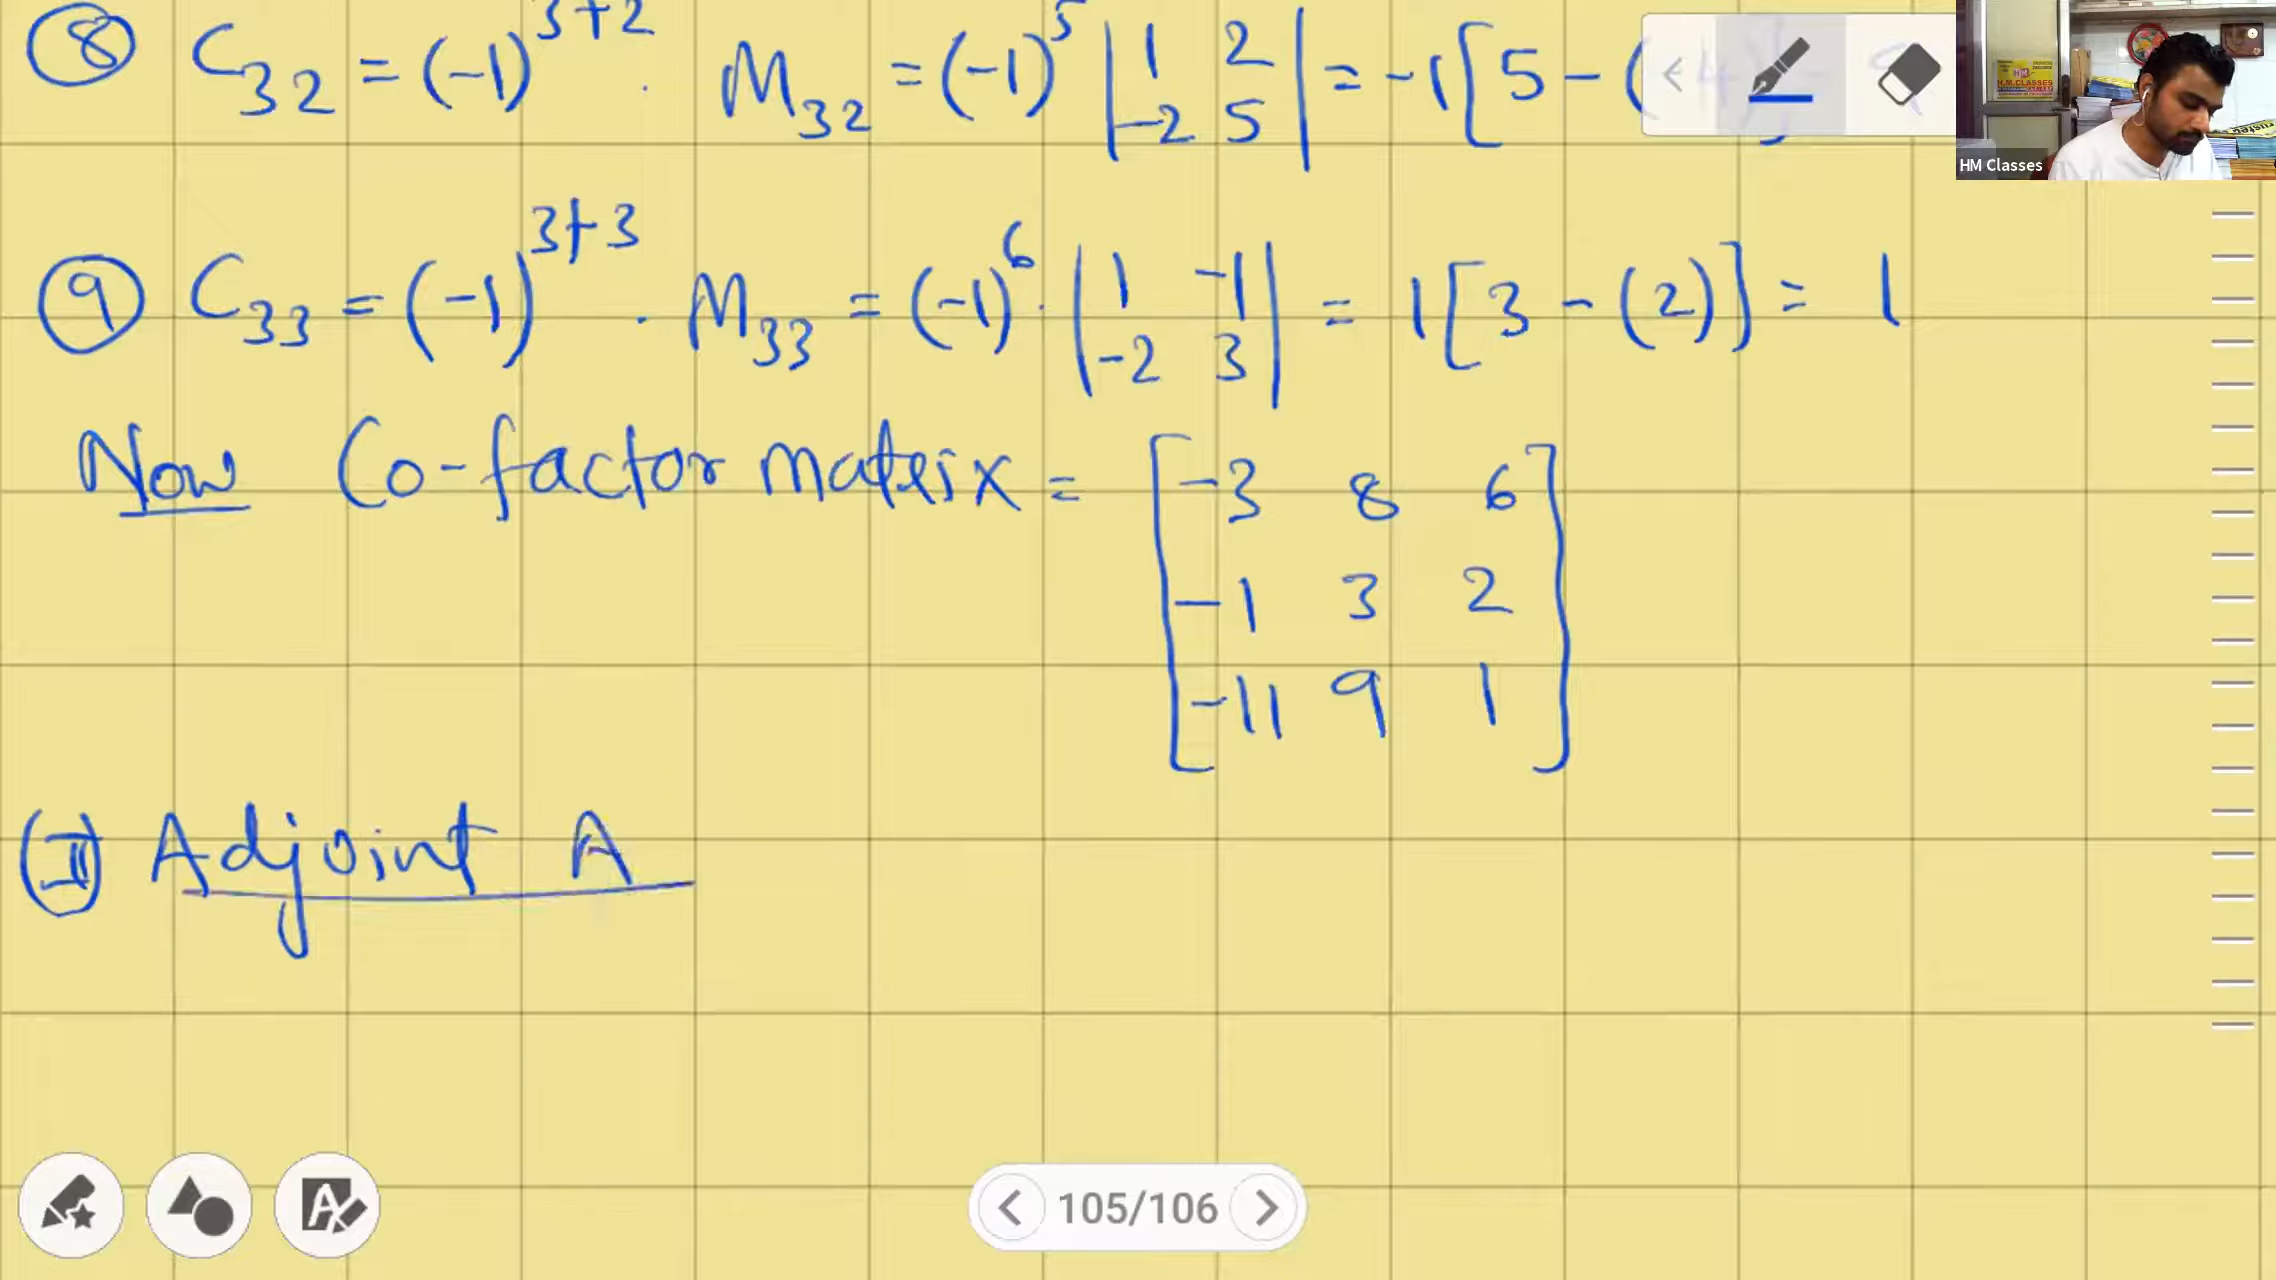 ⑧ C32 = (-1)^3+2 . M32 = (-1)^5 |1 2| = -1[5-(
|-2 5|
HM Classes
⑨ C33 = (-1)^3+3 . M33 = (-1)^6 . |1 -1| = 1[3-(2)] = 1
|-2 3|
Now Co-factor matrix = [-3 8 6
-1 3 2
-11 9 1]
(II) Adjoint A
105/106